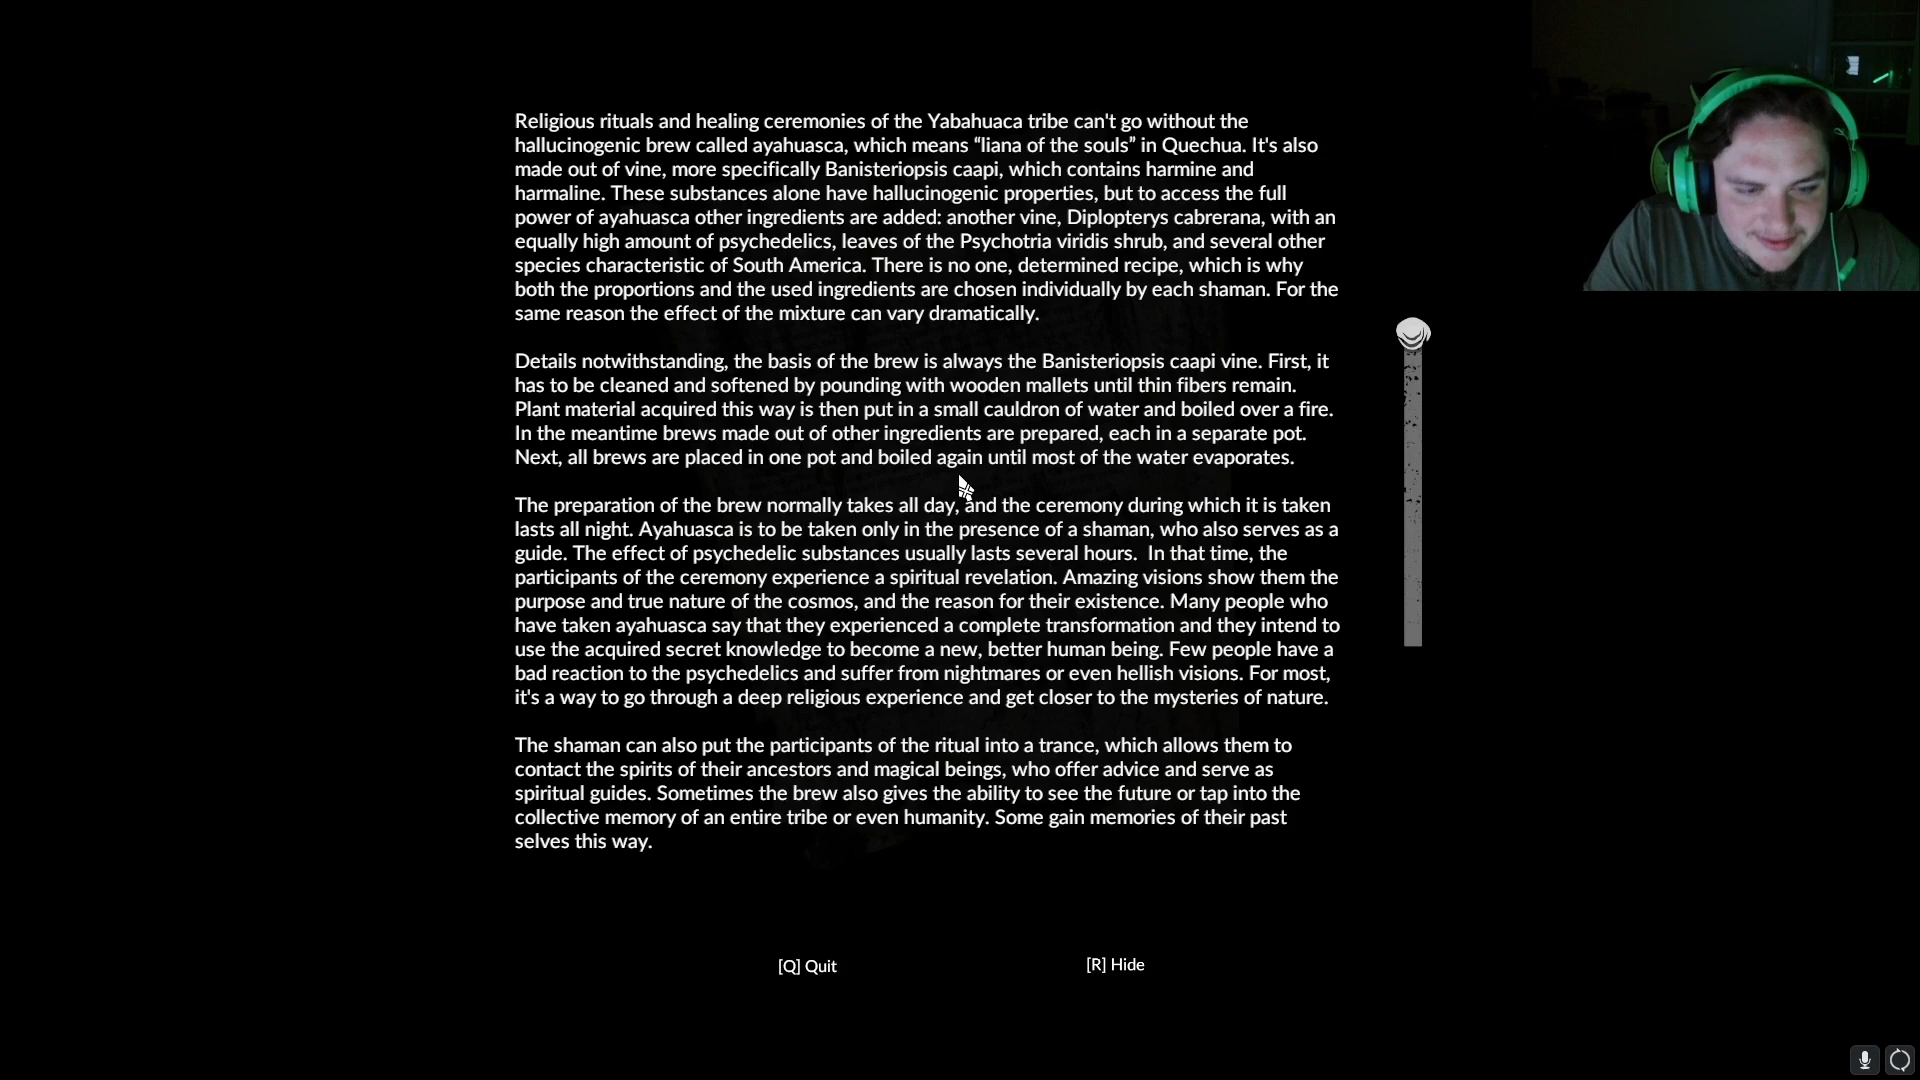 Religious rituals and healing ceremonies of the Yabahuaca tribe can't go without the
hallucinogenic brew called ayahuasca, which means “liana of the souls” in Quechua. It's also
made out of vine, more specifically Banisteriopsis caapi, which contains harmine and
harmaline. These substances alone have hallucinogenic properties, but to access the full
power of ayahuasca other ingredients are added: another vine, Diplopterys cabrerana, with an
equally high amount of psychedelics, leaves of the Psychotria viridis shrub, and several other
species characteristic of South America. There is no one, determined recipe, which is why
both the proportions and the used ingredients are chosen individually by each shaman. For the
same reason the effect of the mixture can vary dramatically.
Details notwithstanding, the basis of the brew is always the Banisteriopsis caapi vine. First, it
has to be cleaned and softened by pounding with wooden mallets until thin fibers remain.
Plant material acquired this way is then put in a small cauldron of water and boiled over a fire.
In the meantime brews made out of other ingredients are prepared, each in a separate pot.
Next, all brews are placed in one pot and boiled again until most of the water evaporates.
The preparation of the brew normally takes all day, and the ceremony during which it is taken
lasts all night. Ayahuasca is to be taken only in the presence of a shaman, who also serves as a
guide. The effect of psychedelic substances usually lasts several hours.  In that time, the
participants of the ceremony experience a spiritual revelation. Amazing visions show them the
purpose and true nature of the cosmos, and the reason for their existence. Many people who
have taken ayahuasca say that they experienced a complete transformation and they intend to
use the acquired secret knowledge to become a new, better human being. Few people have a
bad reaction to the psychedelics and suffer from nightmares or even hellish visions. For most,
it's a way to go through a deep religious experience and get closer to the mysteries of nature.
The shaman can also put the participants of the ritual into a trance, which allows them to
contact the spirits of their ancestors and magical beings, who offer advice and serve as
spiritual guides. Sometimes the brew also gives the ability to see the future or tap into the
collective memory of an entire tribe or even humanity. Some gain memories of their past
selves this way.
[Q] Quit
[R] Hide